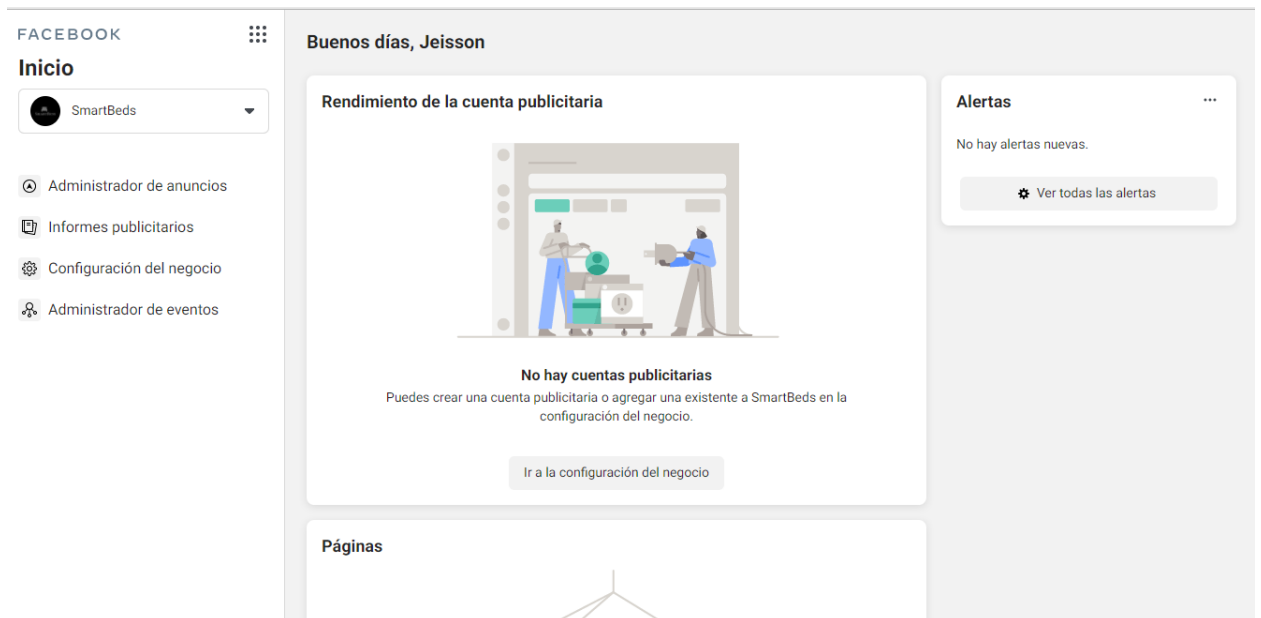 FACEBOOK
Inicio
SmartBeds
Administrador de anuncios
Informes publicitarios
Configuración del negocio
Administrador de eventos
Buenos días, Jeisson
Rendimiento de la cuenta publicitaria
No hay cuentas publicitarias
Puedes crear una cuenta publicitaria o agregar una existente a SmartBeds en la
configuración del negocio.
Ir a la configuración del negocio
Páginas
Alertas
No hay alertas nuevas.
Ver todas las alertas